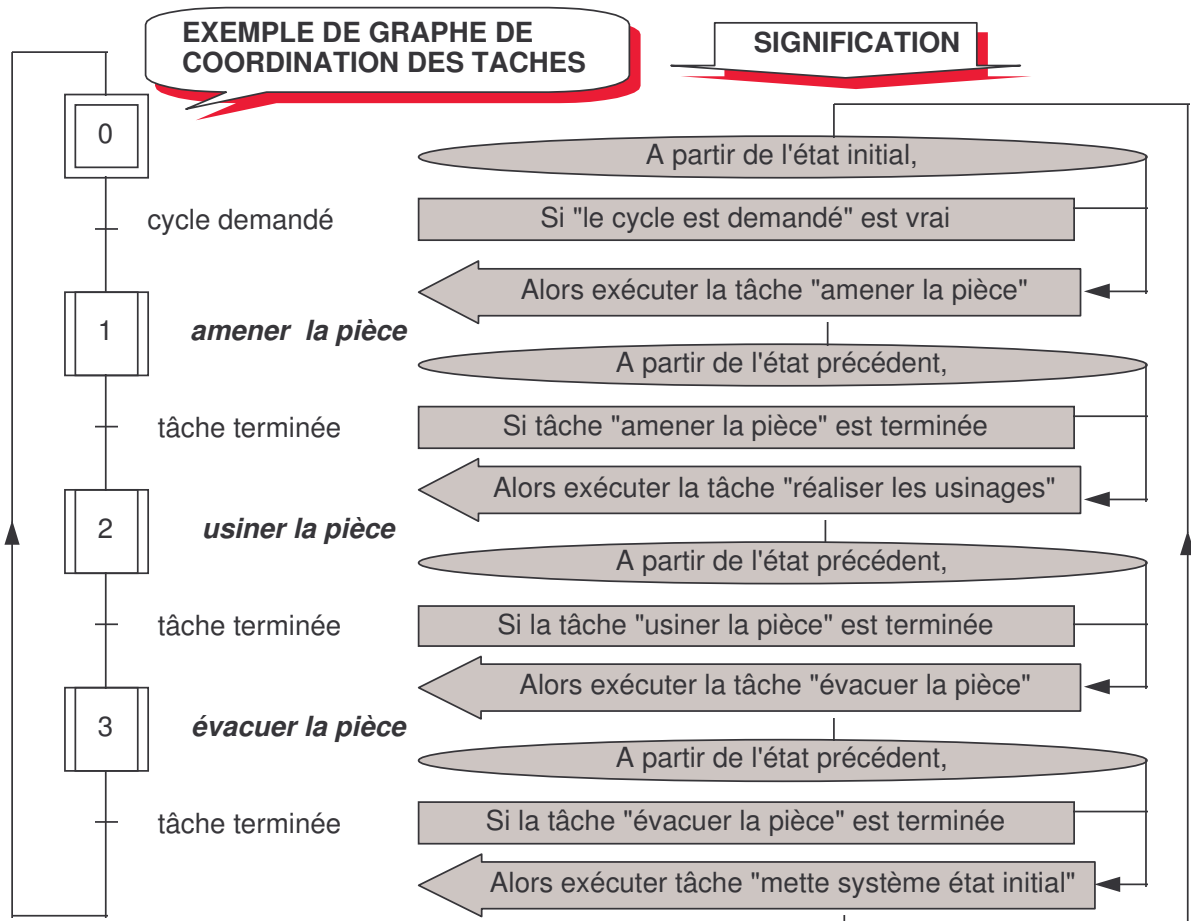 EXEMPLE DE GRAPHE DE
COORDINATION DES TACHES
SIGNIFICATION
0
A partir de l'état initial,
cycle demandé
Si "le cycle est demandé" est vrai
Alors exécuter la tâche "amener la pièce"
1
amener la pièce
A partir de l'état précédent,
tâche terminée
Si tâche "amener la pièce" est terminée
Alors exécuter la tâche "réaliser les usinages"
2
usiner la pièce
A partir de l'état précédent,
tâche terminée
Si la tâche "usiner la pièce" est terminée
Alors exécuter la tâche "évacuer la pièce"
3
évacuer la pièce
A partir de l'état précédent,
tâche terminée
Si la tâche "évacuer la pièce" est terminée
Alors exécuter tâche "mette système état initial"